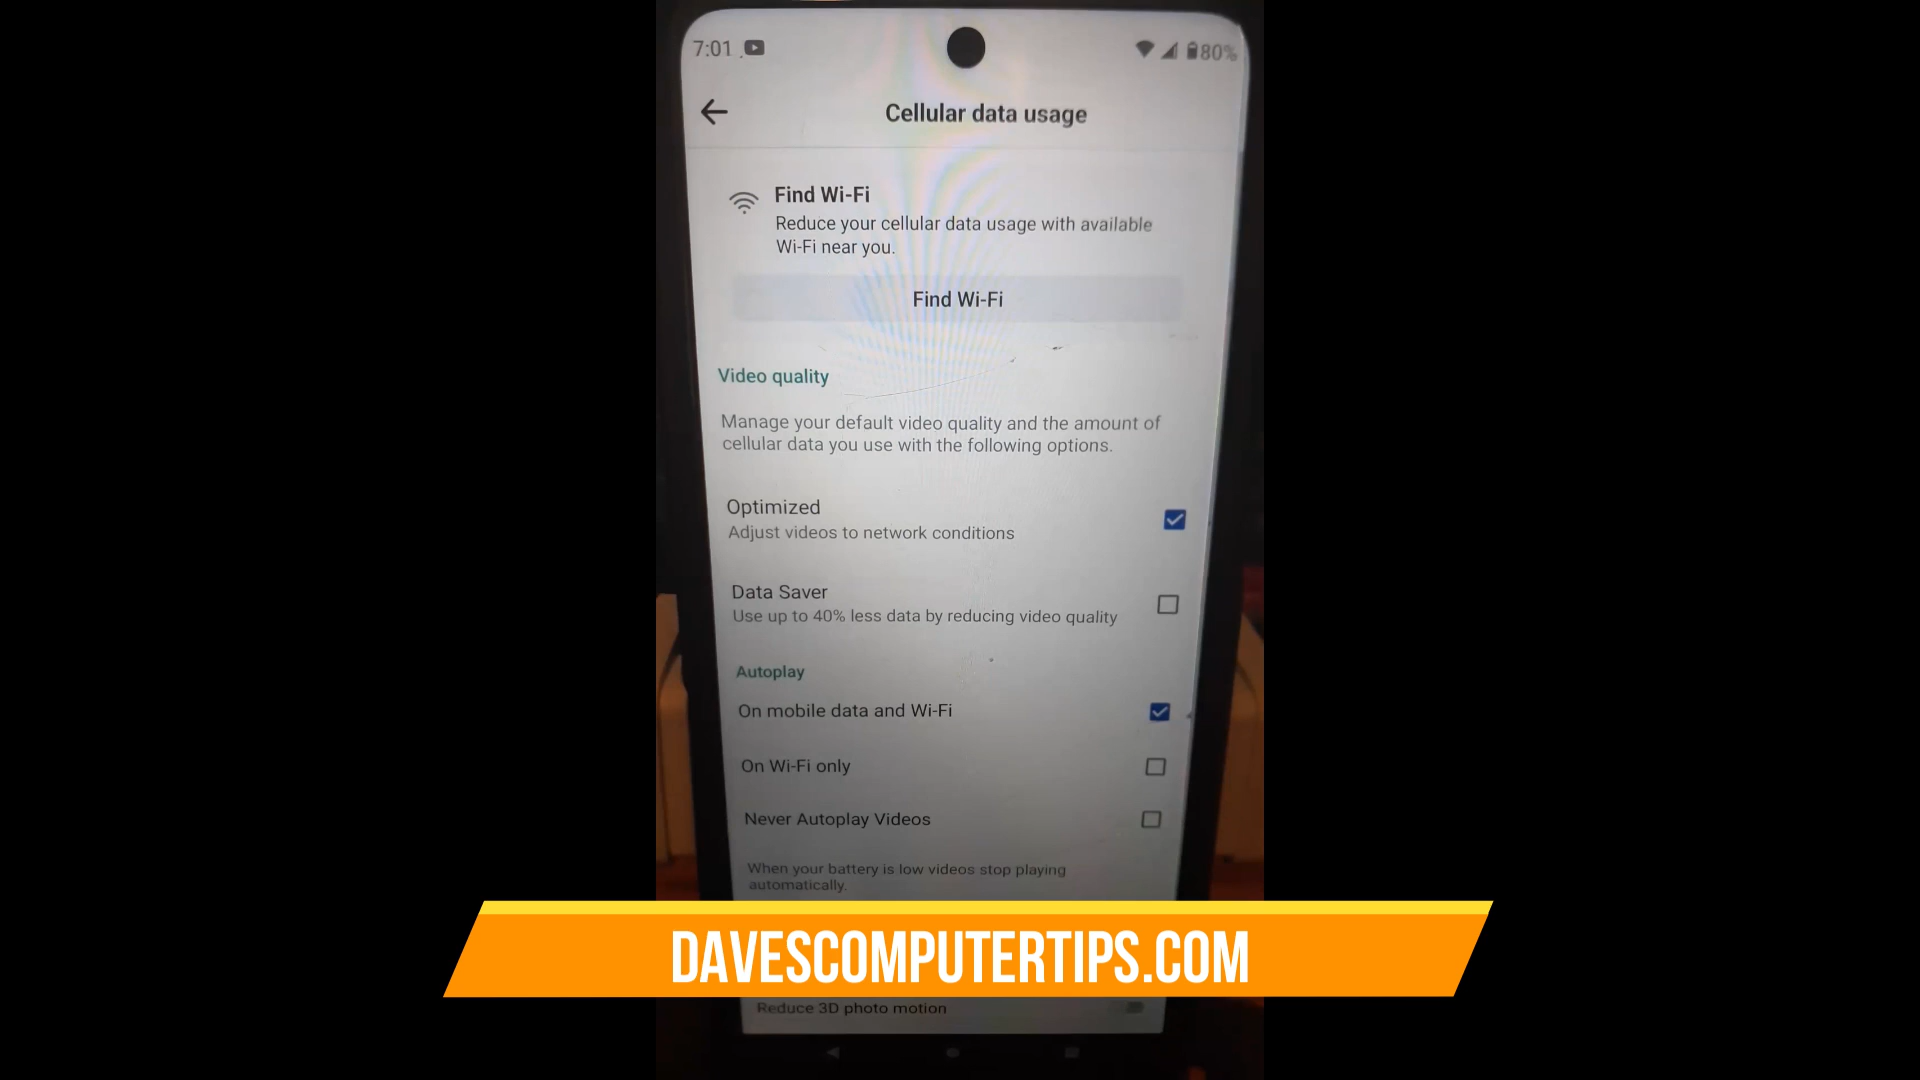 7:01
80%
Cellular data usage
Find Wi-Fi
Reduce your cellular data usage with available
Wi-Fi near you.
Find Wi-Fi
Video quality
Manage your default video quality and the amount of
cellular data you use with the following options.
Optimized
Adjust videos to network conditions
Data Saver
Use up to 40% less data by reducing video quality
Autoplay
On mobile data and Wi-Fi
On Wi-Fi only
Never Autoplay Videos
When your battery is low videos stop playing
automatically.
DAVESCOMPUTERTIPS.COM
Reduce 3D photo motion